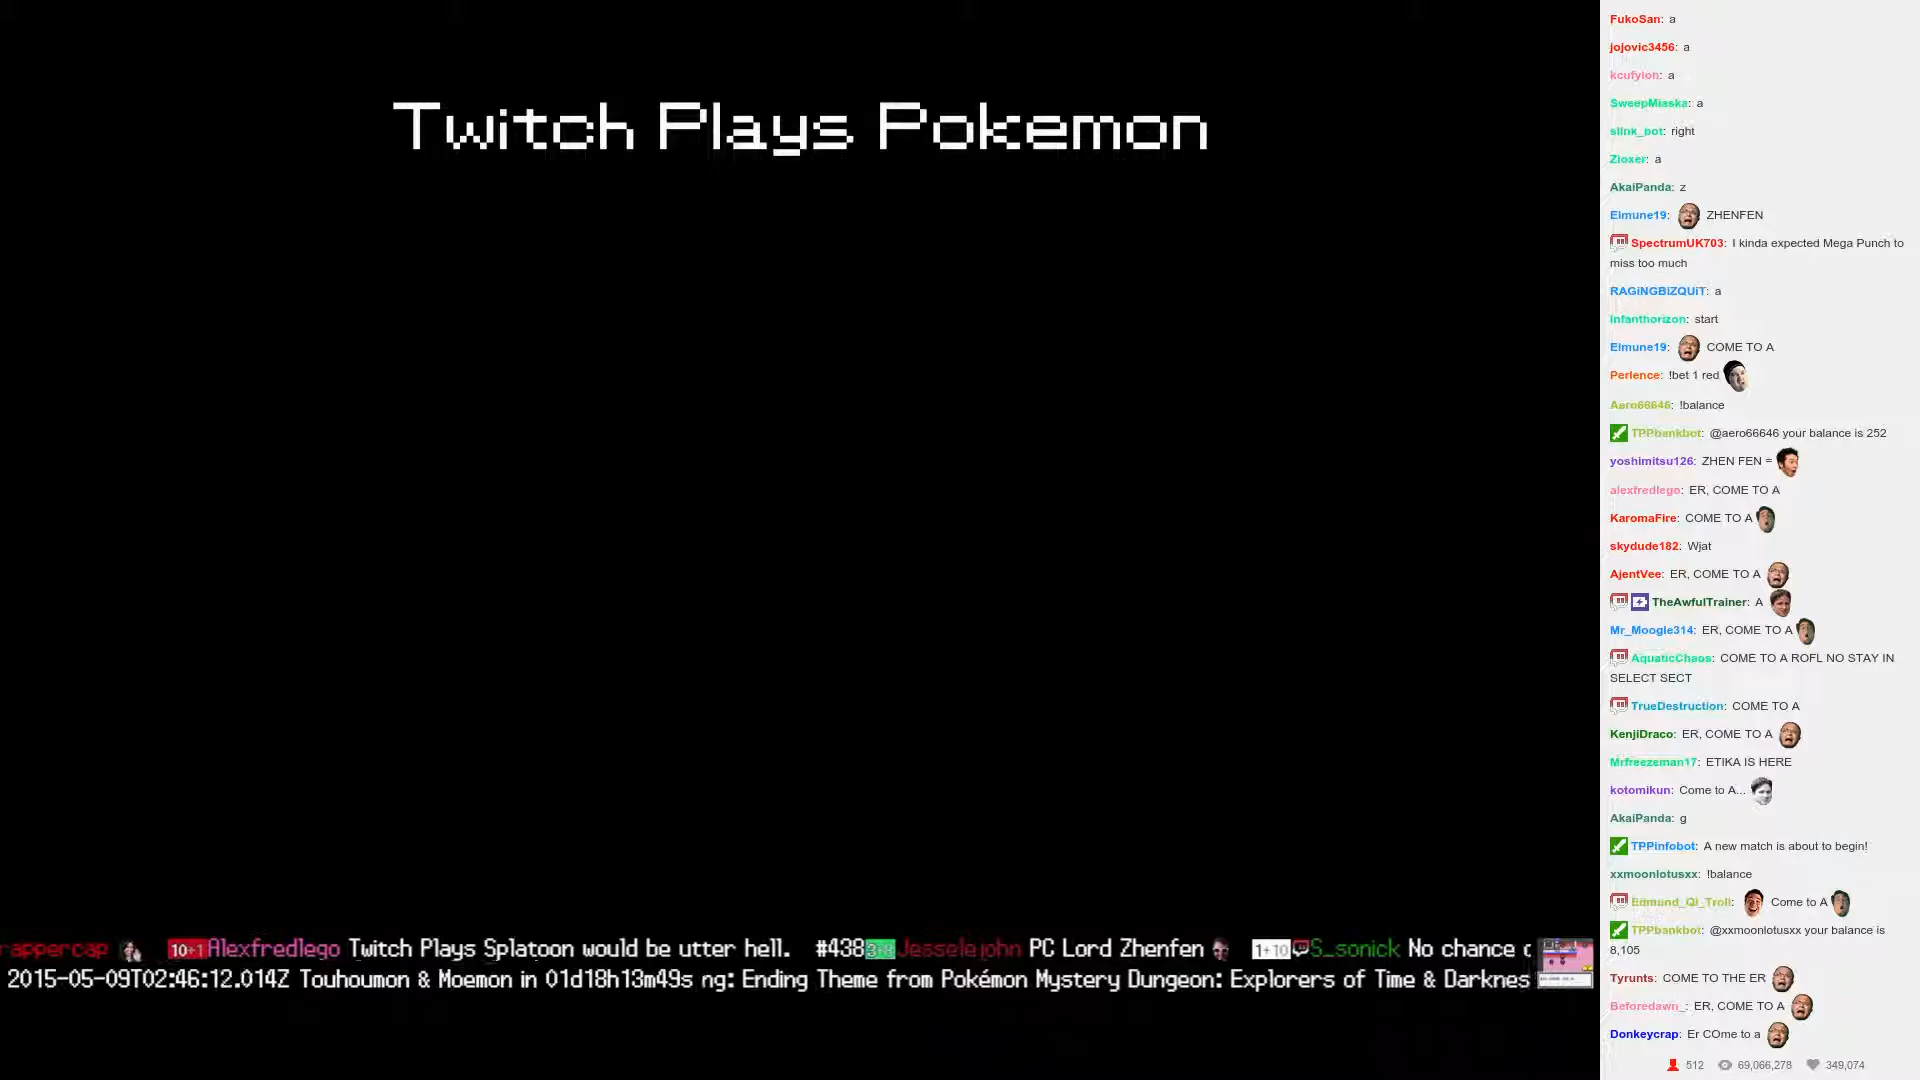 Twitch Plays Pokemon
rappercap 10+1 Alexfredlego Twitch Plays Splatoon would be utter hell. #438 Jesselejohn PC Lord Zhenfen 1+10 S_sonick No chance
2015-05-09T02:46:12.014Z Touhoumon & Moemon in 01d18h13m49s ng: Ending Theme from Pokémon Mystery Dungeon: Explorers of Time & Darknes
FukoSan: a
jojovic3456: a
kcufyion: a
SweepMiaska: a
slink_bot: right
Zioxer: a
AkaiPanda: z
Eimune19: ZHENFEN
SpectrumUK703: I kinda expected Mega Punch to
miss too much
RAGiNGBiZQUiT: a
Infanthorizon: start
Eimune19: COME TO A
Perlence: !bet 1 red
Aaro66646: !balance
TPPbankbot: @aero66646 your balance is 252
yoshimitsu126: ZHEN FEN =
alexfredlego: ER, COME TO A
KaromaFire: COME TO A
skydude182: Wjat
AjentVee: ER, COME TO A
TheAwfulTrainer: A
Mr_Moogle314: ER, COME TO A
AquaticChaos: COME TO A ROFL NO STAY IN
SELECT SECT
TrueDestruction: COME TO A
KenjiDraco: ER, COME TO A
Mrfreezeman17: ETIKA IS HERE
kotomikun: Come to A...
AkaiPanda: g
TPPinfobot: A new match is about to begin!
xxmoonlotusxx: !balance
Edmund_Qi_Troll: Come to A
TPPbankbot: @xxmoonlotusxx your balance is
8,105
Tyrunts: COME TO THE ER
Beforedawn_: ER, COME TO A
Donkeycrap: Er COme to a
512 69,066,278 349,074